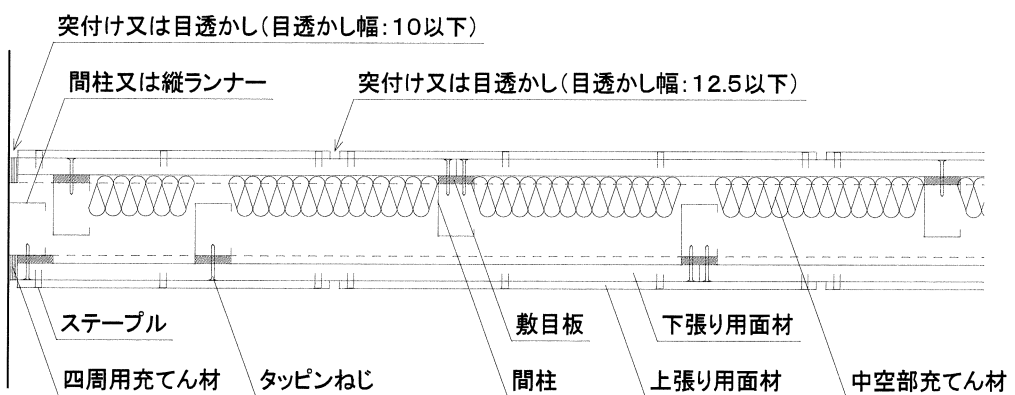 突付け又は目透かし(目透かし幅:10以下)
間柱又は縦ランナー
突付け又は目透かし(目透かし幅:12.5以下)
ステープル
敷目板
下張り用面材
四周用充てん材
タッピンねじ
間柱
上張り用面材
中空部充てん材